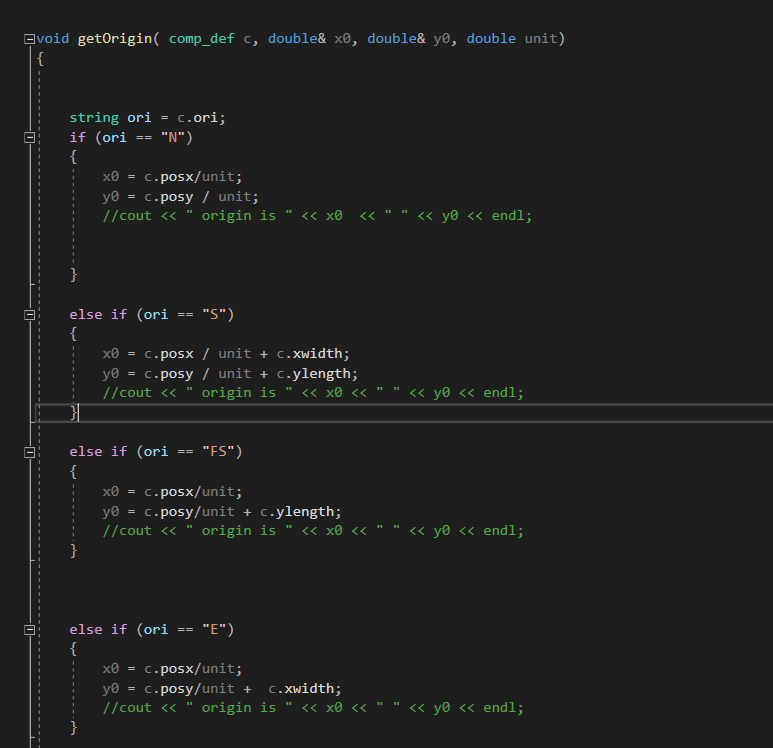 void getOrigin( comp_def c, double& x0, double& y0, double unit)
{
string ori = c.ori;
if (ori == "N")
{
x0 = c.posx/unit;
y0 = c.posy / unit;
//cout << " origin is " << x0  << " " << y0 << endl;
}
else if (ori == "S")
{
x0 = c.posx / unit + c.xwidth;
y0 = c.posy / unit + c.ylength;
//cout << " origin is " << x0 << " " << y0 << endl;
}
else if (ori == "FS")
{
x0 = c.posx/unit;
y0 = c.posy/unit + c.ylength;
//cout << " origin is " << x0 << " " << y0 << endl;
}
else if (ori == "E")
{
x0 = c.posx/unit;
y0 = c.posy/unit +  c.xwidth;
//cout << " origin is " << x0 << " " << y0 << endl;
}